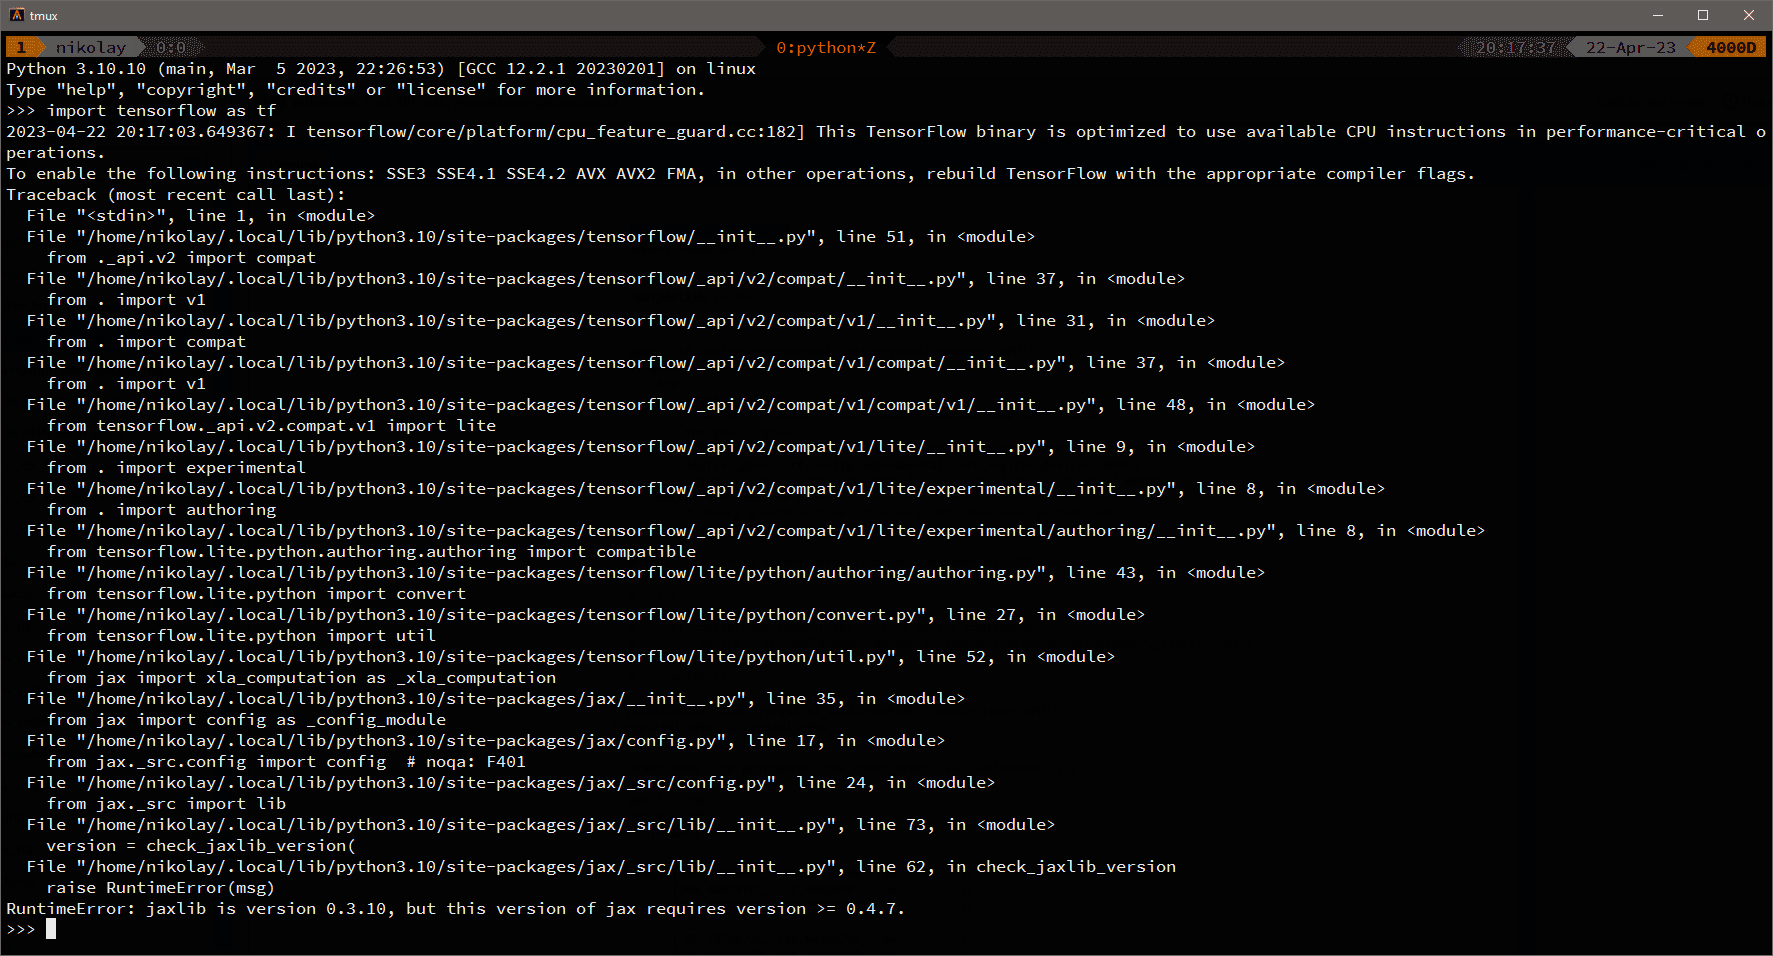 tmux
1 nikolay 0:0 0:python*Z 20:17:37 22-Apr-23 4000D
Python 3.10.10 (main, Mar  5 2023, 22:26:53) [GCC 12.2.1 20230201] on linux
Type "help", "copyright", "credits" or "license" for more information.
>>> import tensorflow as tf
2023-04-22 20:17:03.649367: I tensorflow/core/platform/cpu_feature_guard.cc:182] This TensorFlow binary is optimized to use available CPU instructions in performance-critical o
perations.
To enable the following instructions: SSE3 SSE4.1 SSE4.2 AVX AVX2 FMA, in other operations, rebuild TensorFlow with the appropriate compiler flags.
Traceback (most recent call last):
  File "<stdin>", line 1, in <module>
  File "/home/nikolay/.local/lib/python3.10/site-packages/tensorflow/__init__.py", line 51, in <module>
    from ._api.v2 import compat
  File "/home/nikolay/.local/lib/python3.10/site-packages/tensorflow/_api/v2/compat/__init__.py", line 37, in <module>
    from . import v1
  File "/home/nikolay/.local/lib/python3.10/site-packages/tensorflow/_api/v2/compat/v1/__init__.py", line 31, in <module>
    from . import compat
  File "/home/nikolay/.local/lib/python3.10/site-packages/tensorflow/_api/v2/compat/v1/compat/__init__.py", line 37, in <module>
    from . import v1
  File "/home/nikolay/.local/lib/python3.10/site-packages/tensorflow/_api/v2/compat/v1/compat/v1/__init__.py", line 48, in <module>
    from tensorflow._api.v2.compat.v1 import lite
  File "/home/nikolay/.local/lib/python3.10/site-packages/tensorflow/_api/v2/compat/v1/lite/__init__.py", line 9, in <module>
    from . import experimental
  File "/home/nikolay/.local/lib/python3.10/site-packages/tensorflow/_api/v2/compat/v1/lite/experimental/__init__.py", line 8, in <module>
    from . import authoring
  File "/home/nikolay/.local/lib/python3.10/site-packages/tensorflow/_api/v2/compat/v1/lite/experimental/authoring/__init__.py", line 8, in <module>
    from tensorflow.lite.python.authoring.authoring import compatible
  File "/home/nikolay/.local/lib/python3.10/site-packages/tensorflow/lite/python/authoring/authoring.py", line 43, in <module>
    from tensorflow.lite.python import convert
  File "/home/nikolay/.local/lib/python3.10/site-packages/tensorflow/lite/python/convert.py", line 27, in <module>
    from tensorflow.lite.python import util
  File "/home/nikolay/.local/lib/python3.10/site-packages/tensorflow/lite/python/util.py", line 52, in <module>
    from jax import xla_computation as _xla_computation
  File "/home/nikolay/.local/lib/python3.10/site-packages/jax/__init__.py", line 35, in <module>
    from jax import config as _config_module
  File "/home/nikolay/.local/lib/python3.10/site-packages/jax/config.py", line 17, in <module>
    from jax._src.config import config  # noqa: F401
  File "/home/nikolay/.local/lib/python3.10/site-packages/jax/_src/config.py", line 24, in <module>
    from jax._src import lib
  File "/home/nikolay/.local/lib/python3.10/site-packages/jax/_src/lib/__init__.py", line 73, in <module>
    version = check_jaxlib_version(
  File "/home/nikolay/.local/lib/python3.10/site-packages/jax/_src/lib/__init__.py", line 62, in check_jaxlib_version
    raise RuntimeError(msg)
RuntimeError: jaxlib is version 0.3.10, but this version of jax requires version >= 0.4.7.
>>>